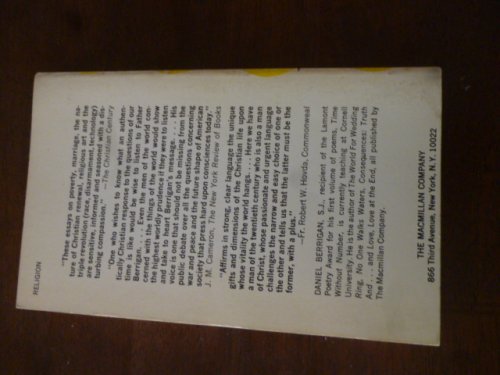 RELIGION
"These essays on poverty, marriage, the na-
ture of Christian renewal, religious art and the
triple revolution (race, armament, technology)
are sensitive, informed and seasoned with a dis-
turbing compassion." —The Christian Century
"One who wishes to know what an authen-
tically Christian response to the questions of our
time is like would be wise to listen to Father
Berrigan. . . . Even those men of the world con-
cerned with the things of the world would show
the highest worldly prudence if they were to listen
and take to heart Father Berrigan's message. . . . His
voice is one that should not be missing from the
public debate over all the questions concerning
war and peace and the future shape of American
society that press hard upon consciences today."
J. M. Cameron, The New York Review of Books
"Affirms in strong, clear language the unique
gifts and dimensions of the Christian life upon
whose vitality the world hangs. . . . Here we have
a man of the twentieth century who is also a man
of Christ, whose passionate and urgent language
challenges the narrow and easy choice of one or
the other and tells us that the latter must be the
former, with a plus."
—Fr. Robert W. Hovda, Commonweal
DANIEL BERRIGAN, S.J., recipient of the Lamont
Poetry Award for his first volume of poems, Time
Without Number, is currently teaching at Cornell
University. He is the author of The World For Wedding
Ring, No One Walks Waters, Consequences: Truth
And . . . and Love, Love at the End, all published by
The Macmillan Company.
THE MACMILLAN COMPANY
866 Third Avenue, New York, N.Y. 10022